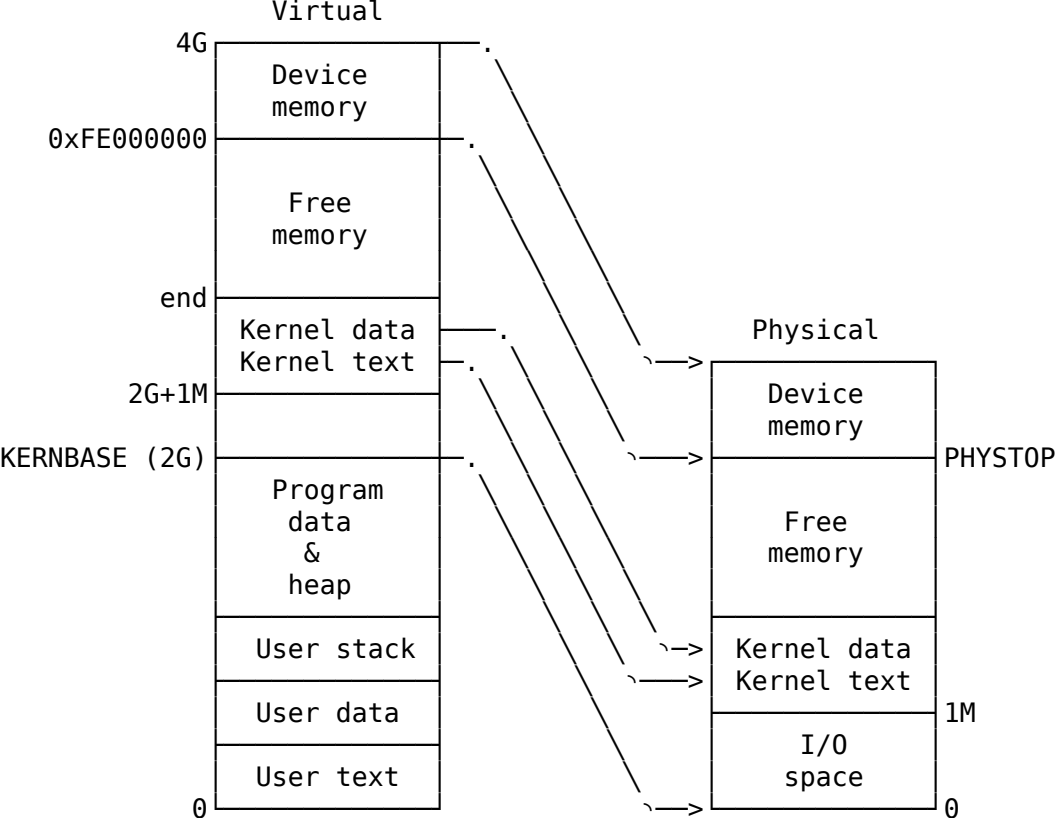 Virtual
4G
Device
memory
0xFE000000
Free
memory
end
Kernel data
Kernel text
2G+1M
KERNBASE (2G)
Program
data
&
heap
User stack
User data
User text
0
Physical
Device
memory
PHYSTOP
Free
memory
Kernel data
Kernel text
1M
I/O
space
0